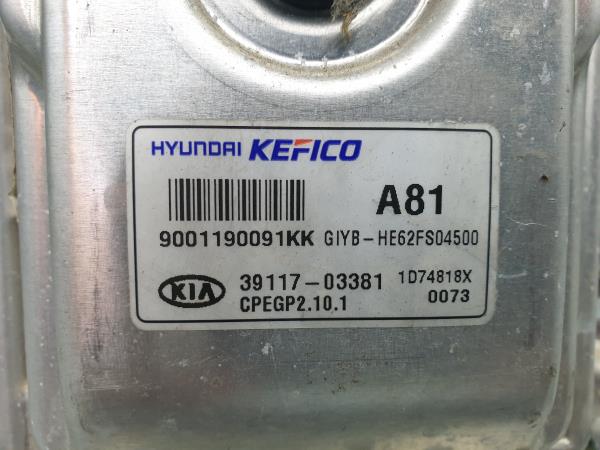 HYUNDAI KEFICO
A81
9001190091KK GIYB-HE62FS04500
KIA 39117-03381 1D74818X
CPEGP2.10.1 0073